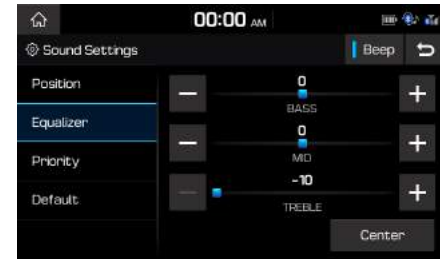 00:00 AM
Sound Settings
Beep
Position
Equalizer
Priority
Default
0
BASS
0
MID
-10
TREBLE
Center